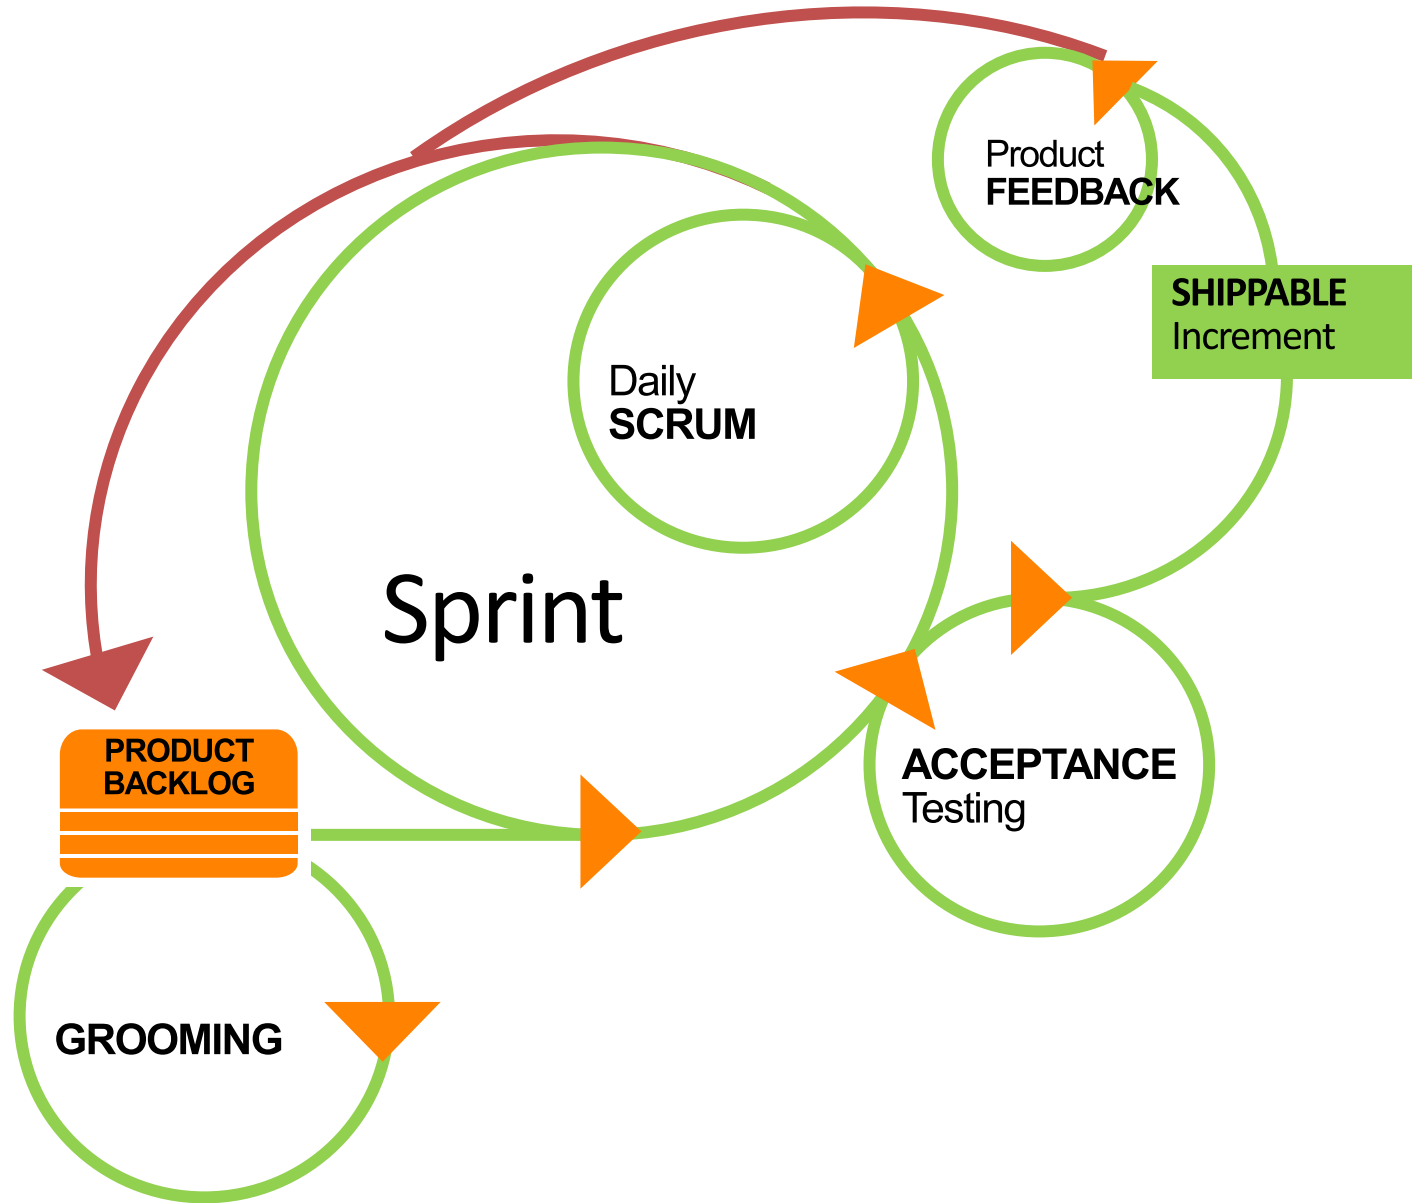 Product
FEEDBACK
SHIPPABLE
Increment
Daily
SCRUM
Sprint
PRODUCT
BACKLOG
ACCEPTANCE
Testing
GROOMING